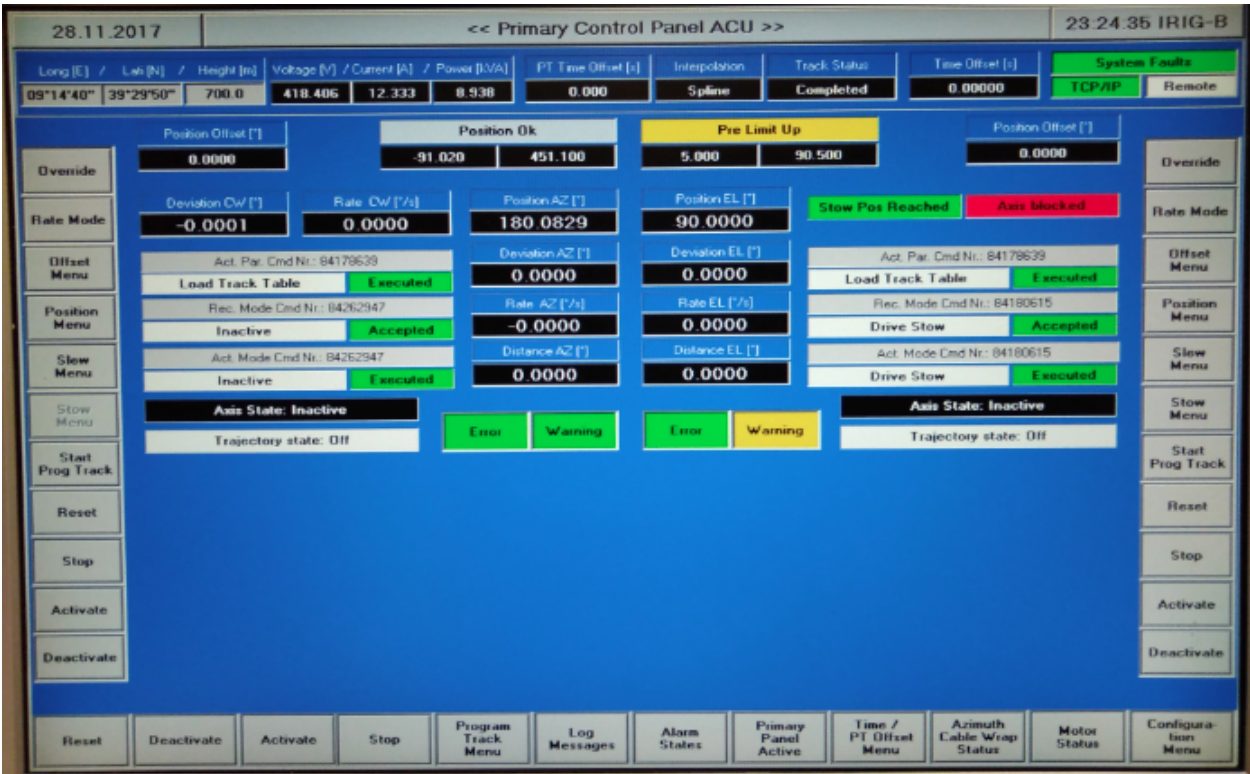 28.11.2017 << Primary Control Panel ACU >> 23:24:35 IRIG-B
Long [E] / Lati [N] / Height [m] Voltage [V] / Current [A] / Power [kVA] PT Time Offset [s] Interpolation Track Status Time Offset [s] System Faults
09°14'40" 39°29'50" 700.0 418.406 12.333 8.938 0.000 Spline Completed 0.00000 TCP/IP Remote
Position Offset [°] Position Ok Pre Limit Up Position Offset [°]
0.0000 -91.020 451.100 5.000 90.500 0.0000
Override Override
Deviation CW [°] Rate CW [°/s] Position AZ [°] Position EL [°] Stow Pos Reached Axis blocked
Rate Mode -0.0001 0.0000 180.0829 90.0000 Rate Mode
Offset Menu Act. Par. Cmd Nr.: 84178639 Deviation AZ [°] Deviation EL [°] Act. Par. Cmd Nr.: 84178639 Offset Menu
Load Track Table Executed 0.0000 0.0000 Load Track Table Executed
Position Menu Rec. Mode Cmd Nr.: 84262947 Rate AZ [°/s] Rate EL [°/s] Rec. Mode Cmd Nr.: 84180615 Position Menu
Inactive Accepted -0.0000 0.0000 Drive Stow Accepted
Slew Menu Act. Mode Cmd Nr.: 84262947 Distance AZ [°] Distance EL [°] Act. Mode Cmd Nr.: 84180615 Slew Menu
Inactive Executed 0.0000 0.0000 Drive Stow Executed
Stow Menu Axis State: Inactive Axis State: Inactive Stow Menu
Error Warning Error Warning
Trajectory state: Off Trajectory state: Off
Start Prog Track Start Prog Track
Reset Reset
Stop Stop
Activate Activate
Deactivate Deactivate
Reset Deactivate Activate Stop Program Track Menu Log Messages Alarm States Primary Panel Active Time / PT Offset Menu Azimuth Cable Wrap Status Motor Status Configura- tion Menu